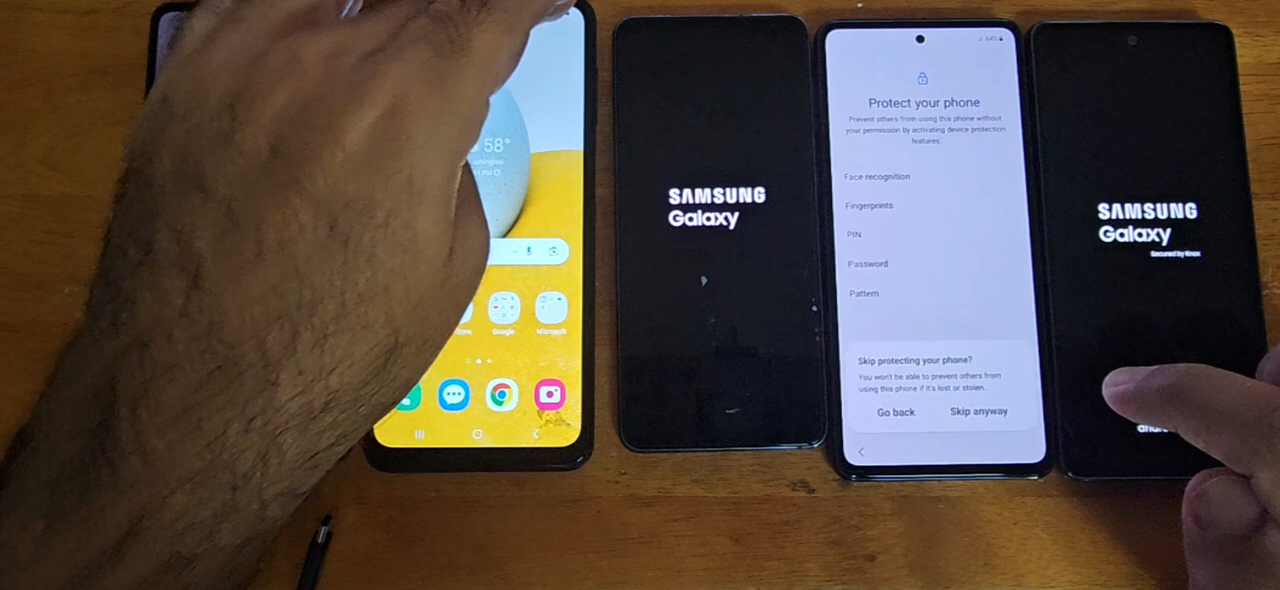 58°
Google
Microsoft
SAMSUNG
Galaxy
64%
Protect your phone
Prevent others from using this phone without
your permission by activating device protection
features.
Face recognition
Fingerprints
PIN
Password
Pattern
Skip protecting your phone?
You won't be able to prevent others from
using this phone if it's lost or stolen.
Go back
Skip anyway
SAMSUNG
Galaxy
Secured by Knox